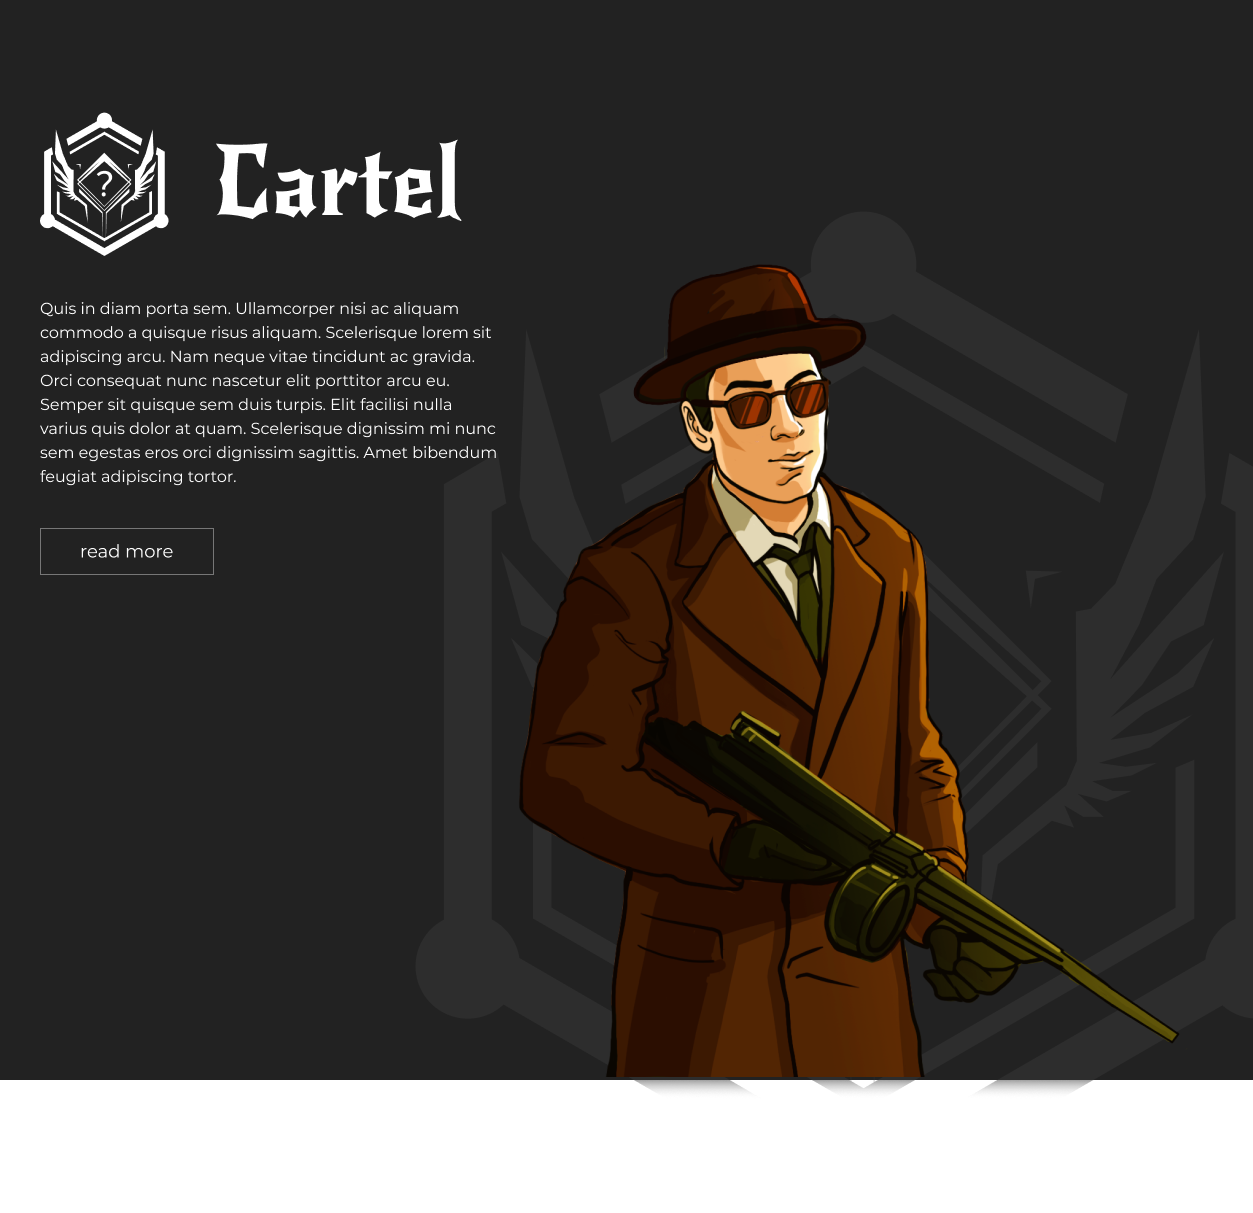 ?
Cartel
Quis in diam porta sem. Ullamcorper nisi ac aliquam
commodo a quisque risus aliquam. Scelerisque lorem sit
adipiscing arcu. Nam neque vitae tincidunt ac gravida.
Orci consequat nunc nascetur elit porttitor arcu eu.
Semper sit quisque sem duis turpis. Elit facilisi nulla
varius quis dolor at quam. Scelerisque dignissim mi nunc
sem egestas eros orci dignissim sagittis. Amet bibendum
feugiat adipiscing tortor.
read more